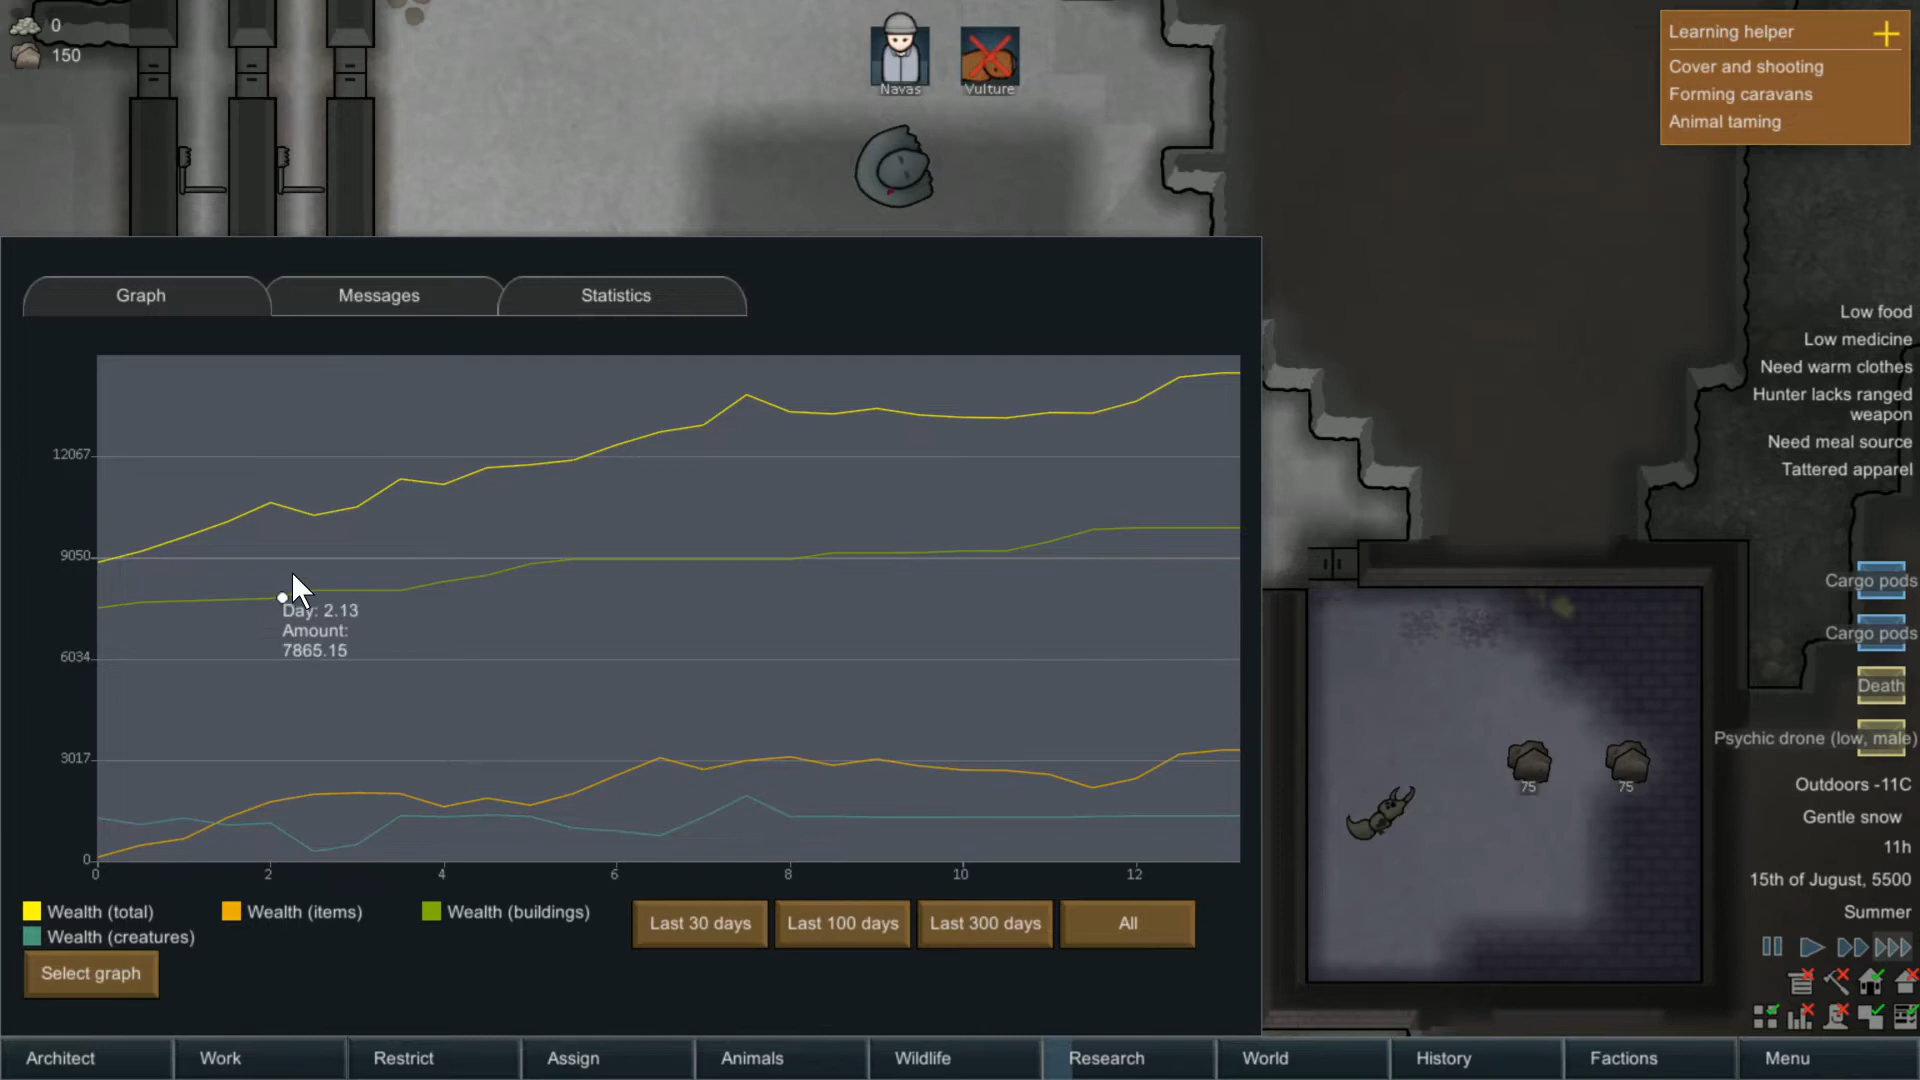 0
150
Navas
Vulture
Learning helper
Cover and shooting
Forming caravans
Animal taming
Graph
Messages
Statistics
12067
9050
6034
3017
0
0
2
4
6
8
10
12
Day: 2.13
Amount:
7865.15
Wealth (total)
Wealth (items)
Wealth (buildings)
Wealth (creatures)
Last 30 days
Last 100 days
Last 300 days
All
Select graph
Low food
Low medicine
Need warm clothes
Hunter lacks ranged
weapon
Need meal source
Tattered apparel
Cargo pods
Cargo pods
Death
Psychic drone (low, male)
75
75
Outdoors -11C
Gentle snow
11h
15th of Jugust, 5500
Summer
Architect
Work
Restrict
Assign
Animals
Wildlife
Research
World
History
Factions
Menu